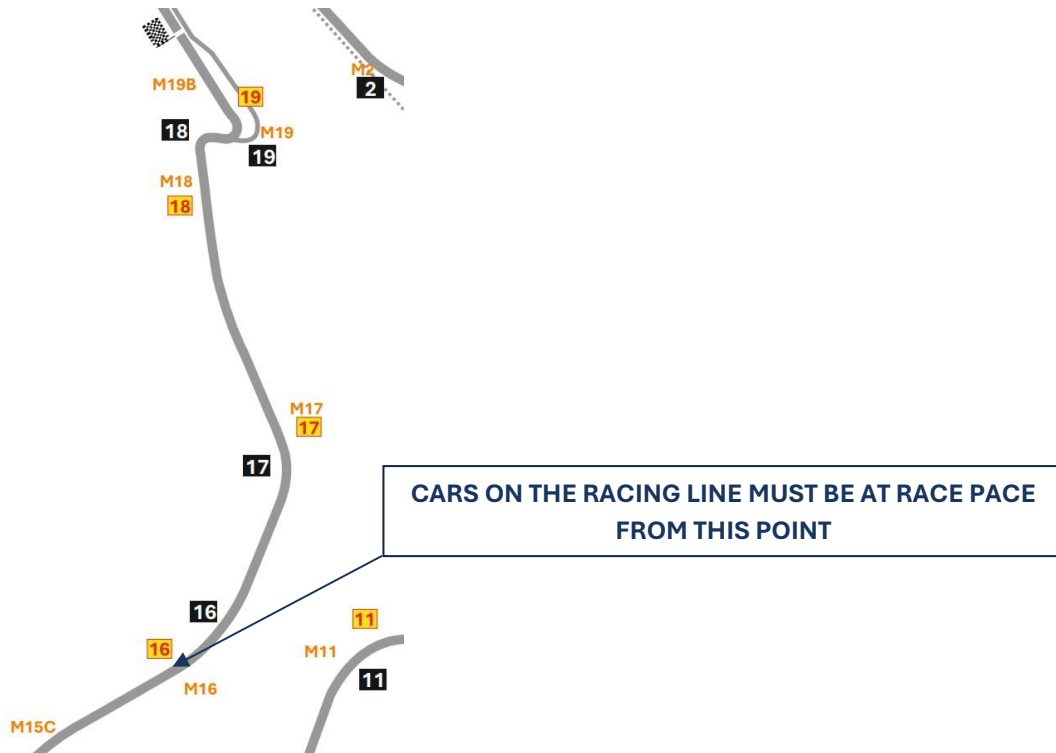 M2
2
M19B
19
18
M19
19
M18
18
M17
17
17
CARS ON THE RACING LINE MUST BE AT RACE PACE
FROM THIS POINT
16
11
16
M11
11
M16
M15C